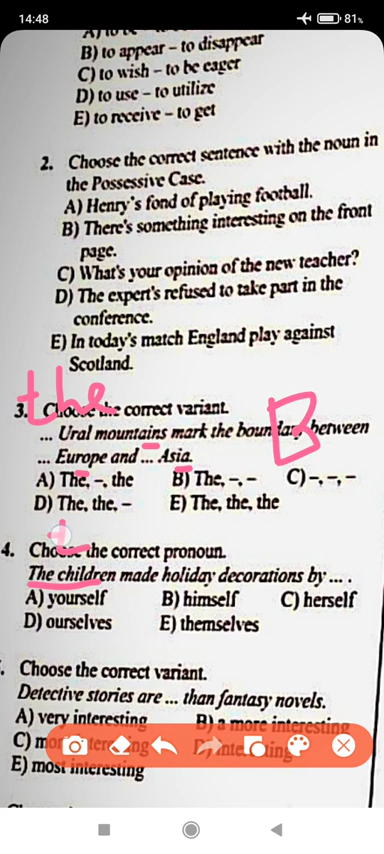 14:48
81%
B) to appear – to disappear
C) to wish – to be eager
D) to use – to utilize
E) to receive – to get
2. Choose the correct sentence with the noun in
the Possessive Case.
A) Henry's fond of playing football.
B) There's something interesting on the front
page.
C) What's your opinion of the new teacher?
D) The expert's refused to take part in the
conference.
E) In today's match England play against
Scotland.
the
3. Choose the correct variant.
B
... Ural mountains mark the boundary between
... Europe and ... Asia.
A) The, –, the B) The, –, – C) –, –, –
D) The, the, – E) The, the, the
4. Choose the correct pronoun.
The children made holiday decorations by ... .
A) yourself B) himself C) herself
D) ourselves E) themselves
. Choose the correct variant.
Detective stories are ... than fantasy novels.
A) very interesting B) a more interesting
E) most interesting